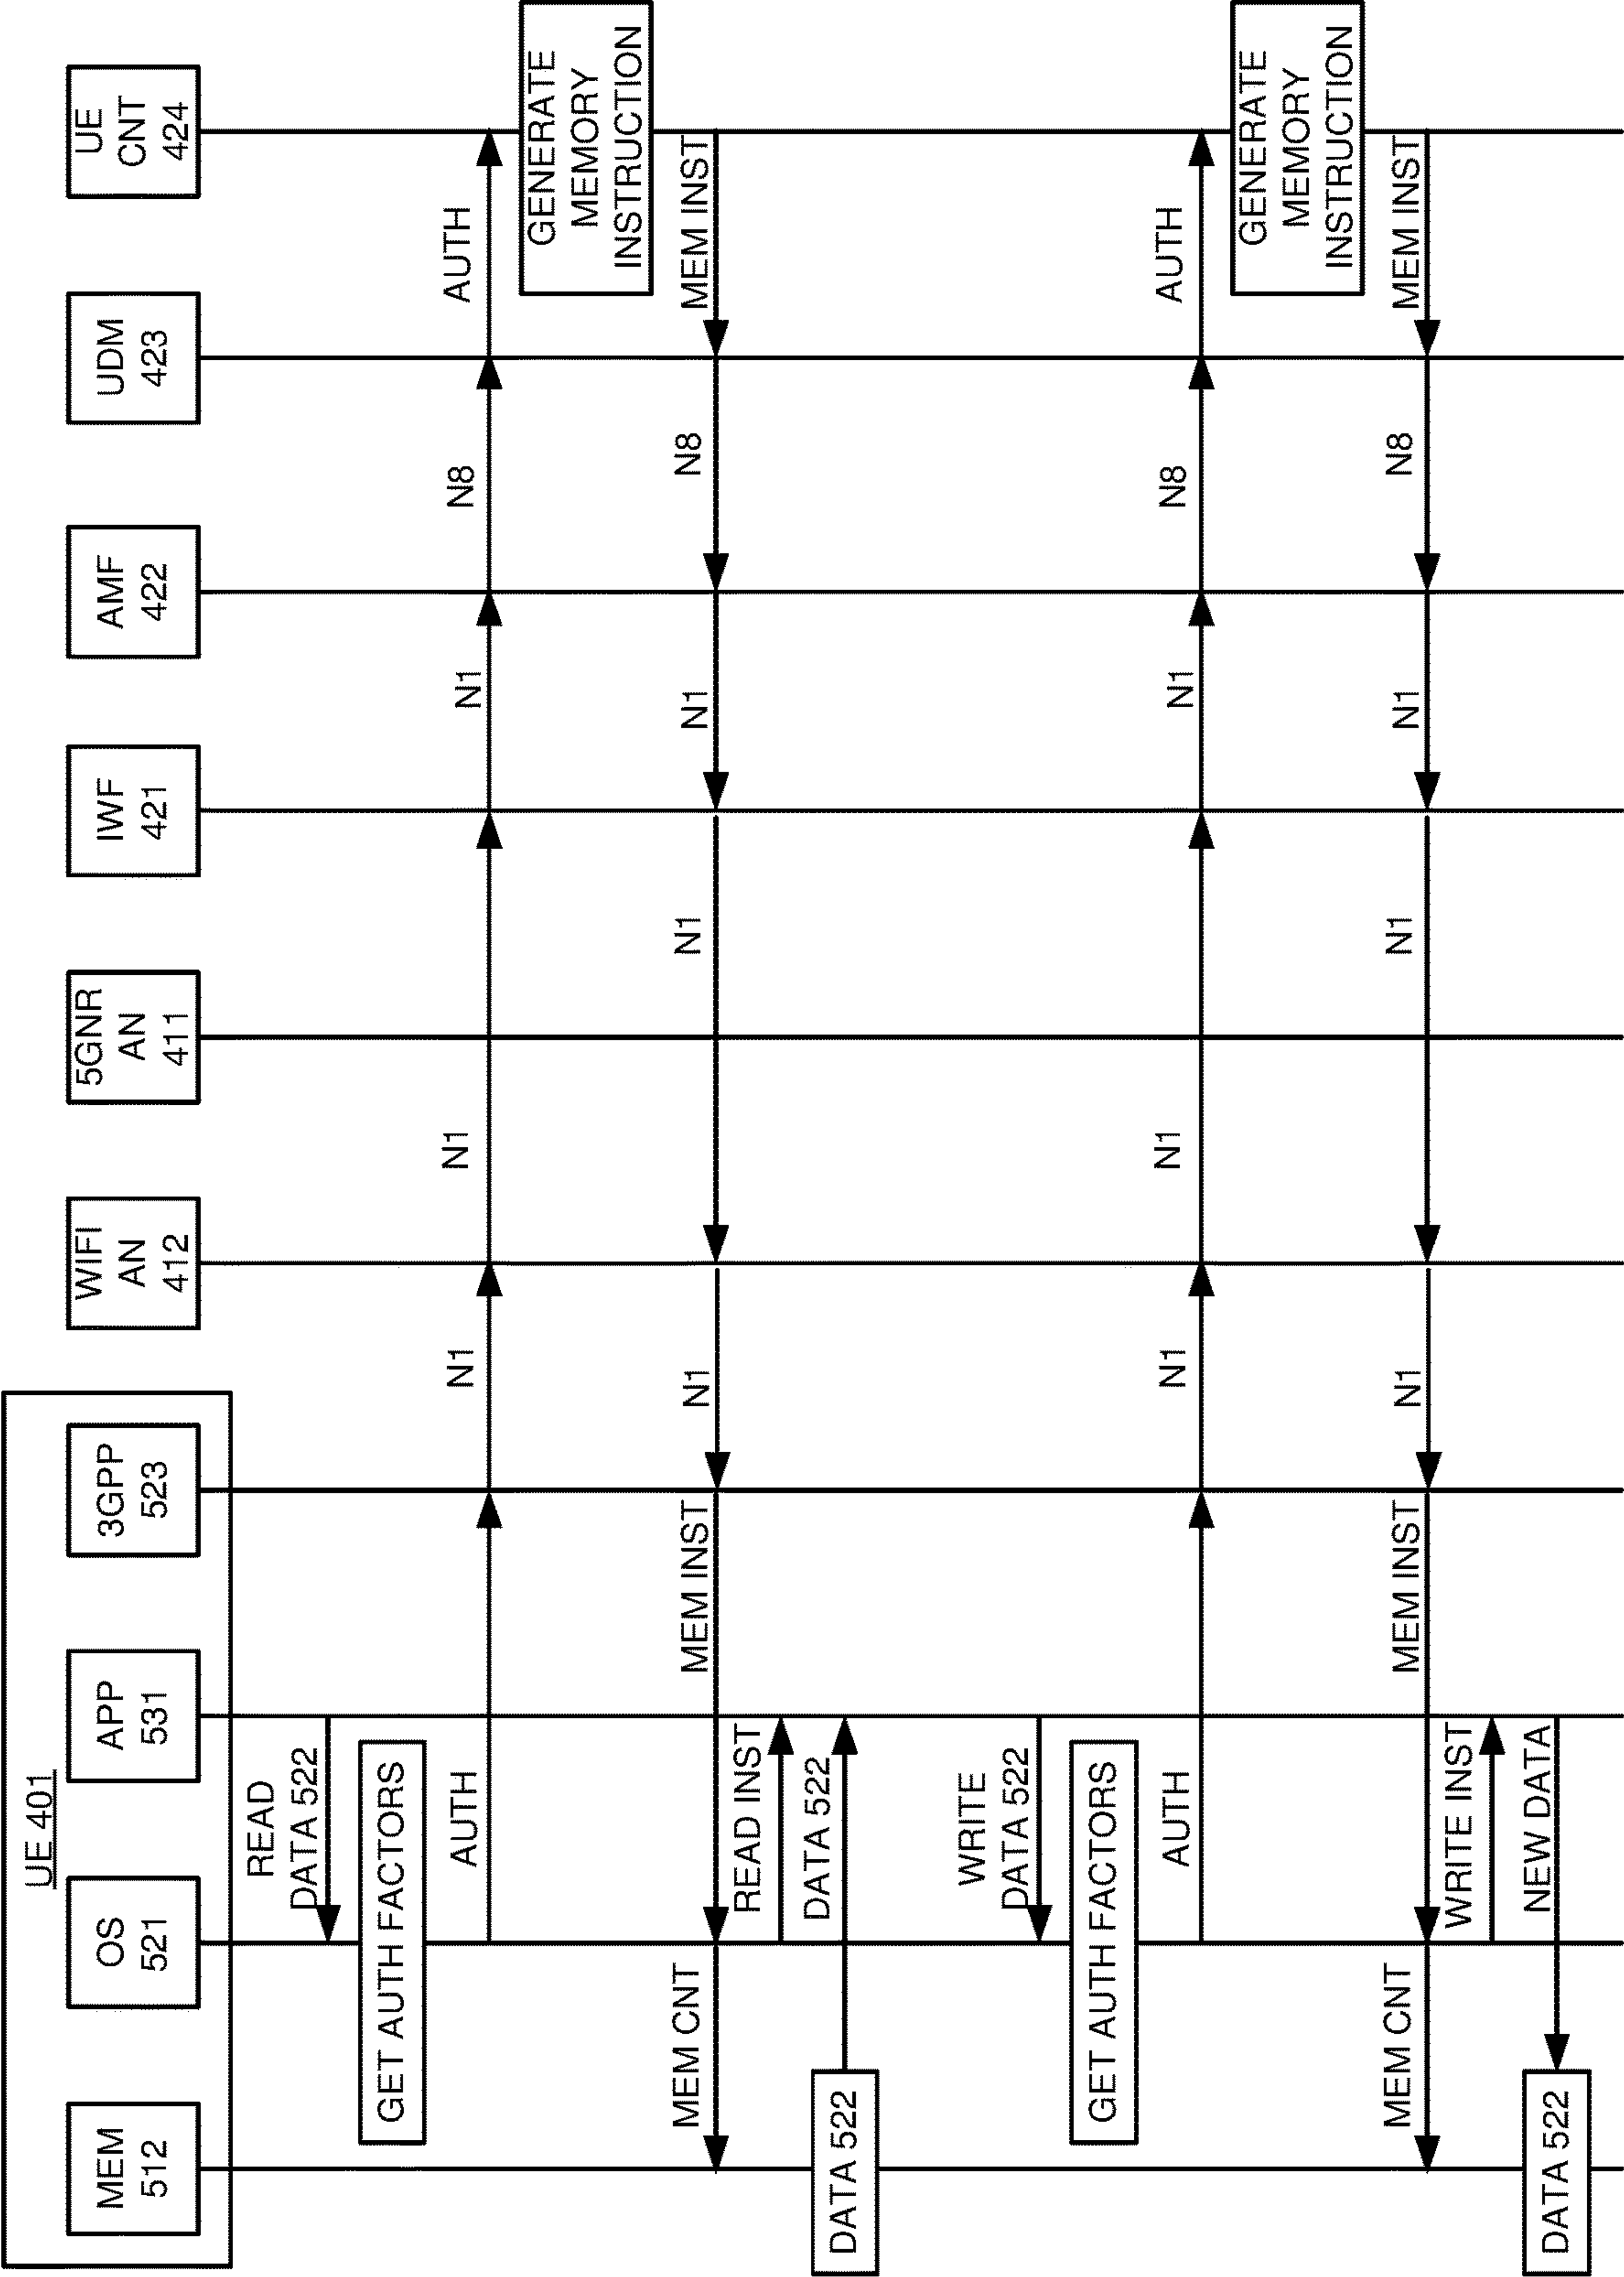 UE 401
MEM
512
OS
521
APP
531
3GPP
523
WIFI
AN
412
5GNR
AN
411
IWF
421
AMF
422
UDM
423
UE
CNT
424
READ
DATA 522
GET AUTH FACTORS
AUTH
N1
N1
N1
N8
AUTH
GENERATE
MEMORY
INSTRUCTION
MEM CNT
MEM INST
N1
N1
N1
N8
MEM INST
READ INST
DATA 522
DATA 522
WRITE
DATA 522
GET AUTH FACTORS
AUTH
N1
N1
N1
N8
AUTH
GENERATE
MEMORY
INSTRUCTION
MEM CNT
MEM INST
N1
N1
N1
N8
MEM INST
WRITE INST
NEW DATA
DATA 522